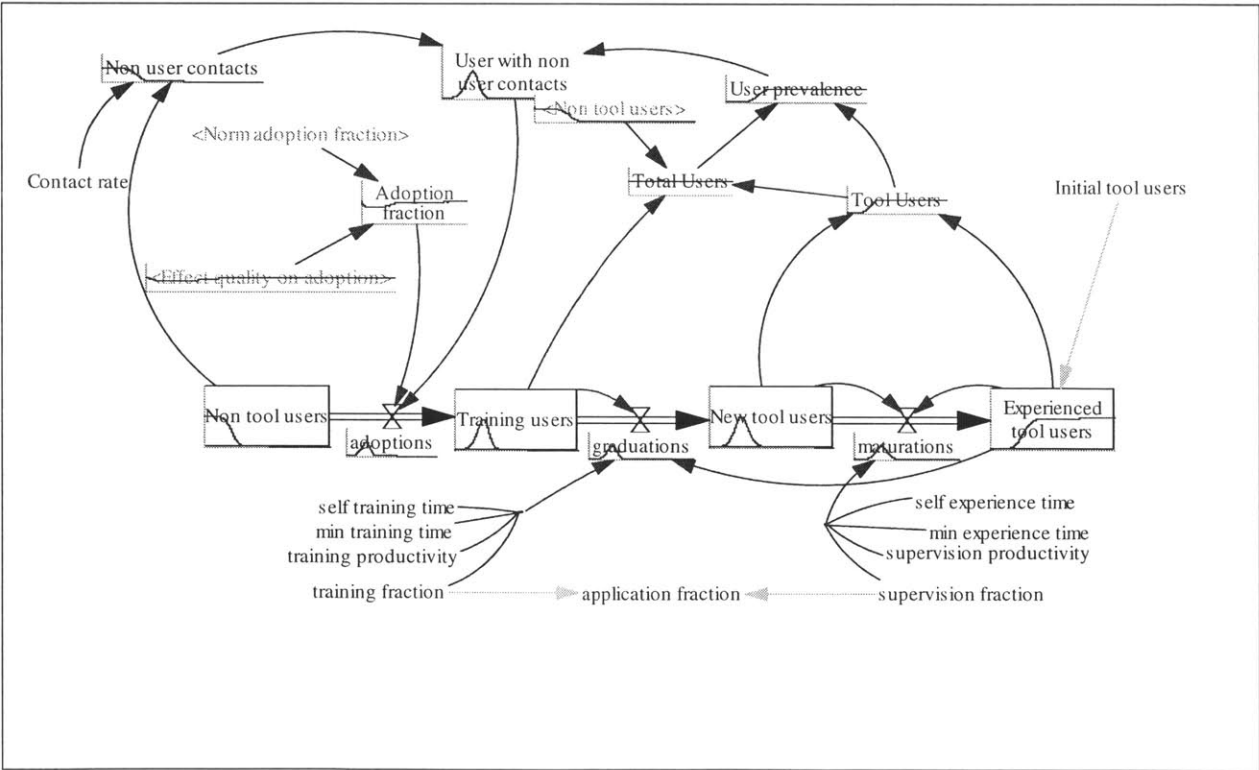 Non user contacts
User with non
user contacts
User prevalence
<Non tool users>
<Norm adoption fraction>
Contact rate
Total Users
Initial tool users
Adoption
fraction
Tool Users
<Effect quality on adoption>
Non tool users
Training users
New tool users
Experienced
tool users
adoptions
graduations
maturations
self training time
min training time
training productivity
training fraction
self experience time
min experience time
supervision productivity
application fraction
supervision fraction